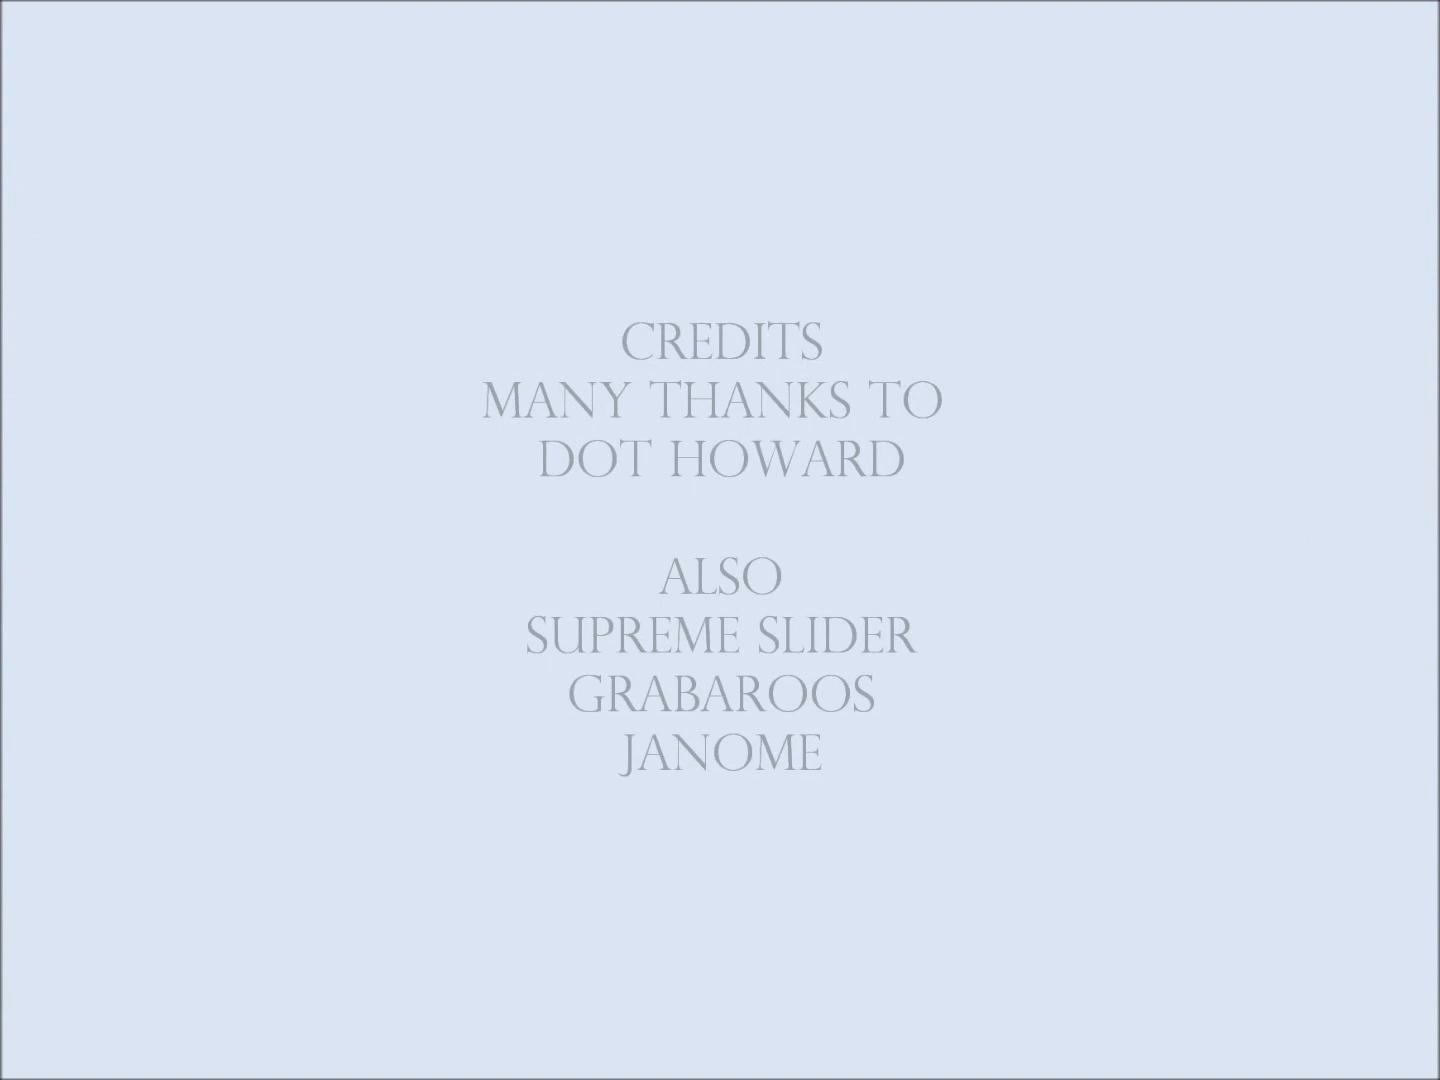 CREDITS
MANY THANKS TO
DOT HOWARD
ALSO
SUPREME SLIDER
GRABAROOS
JANOME